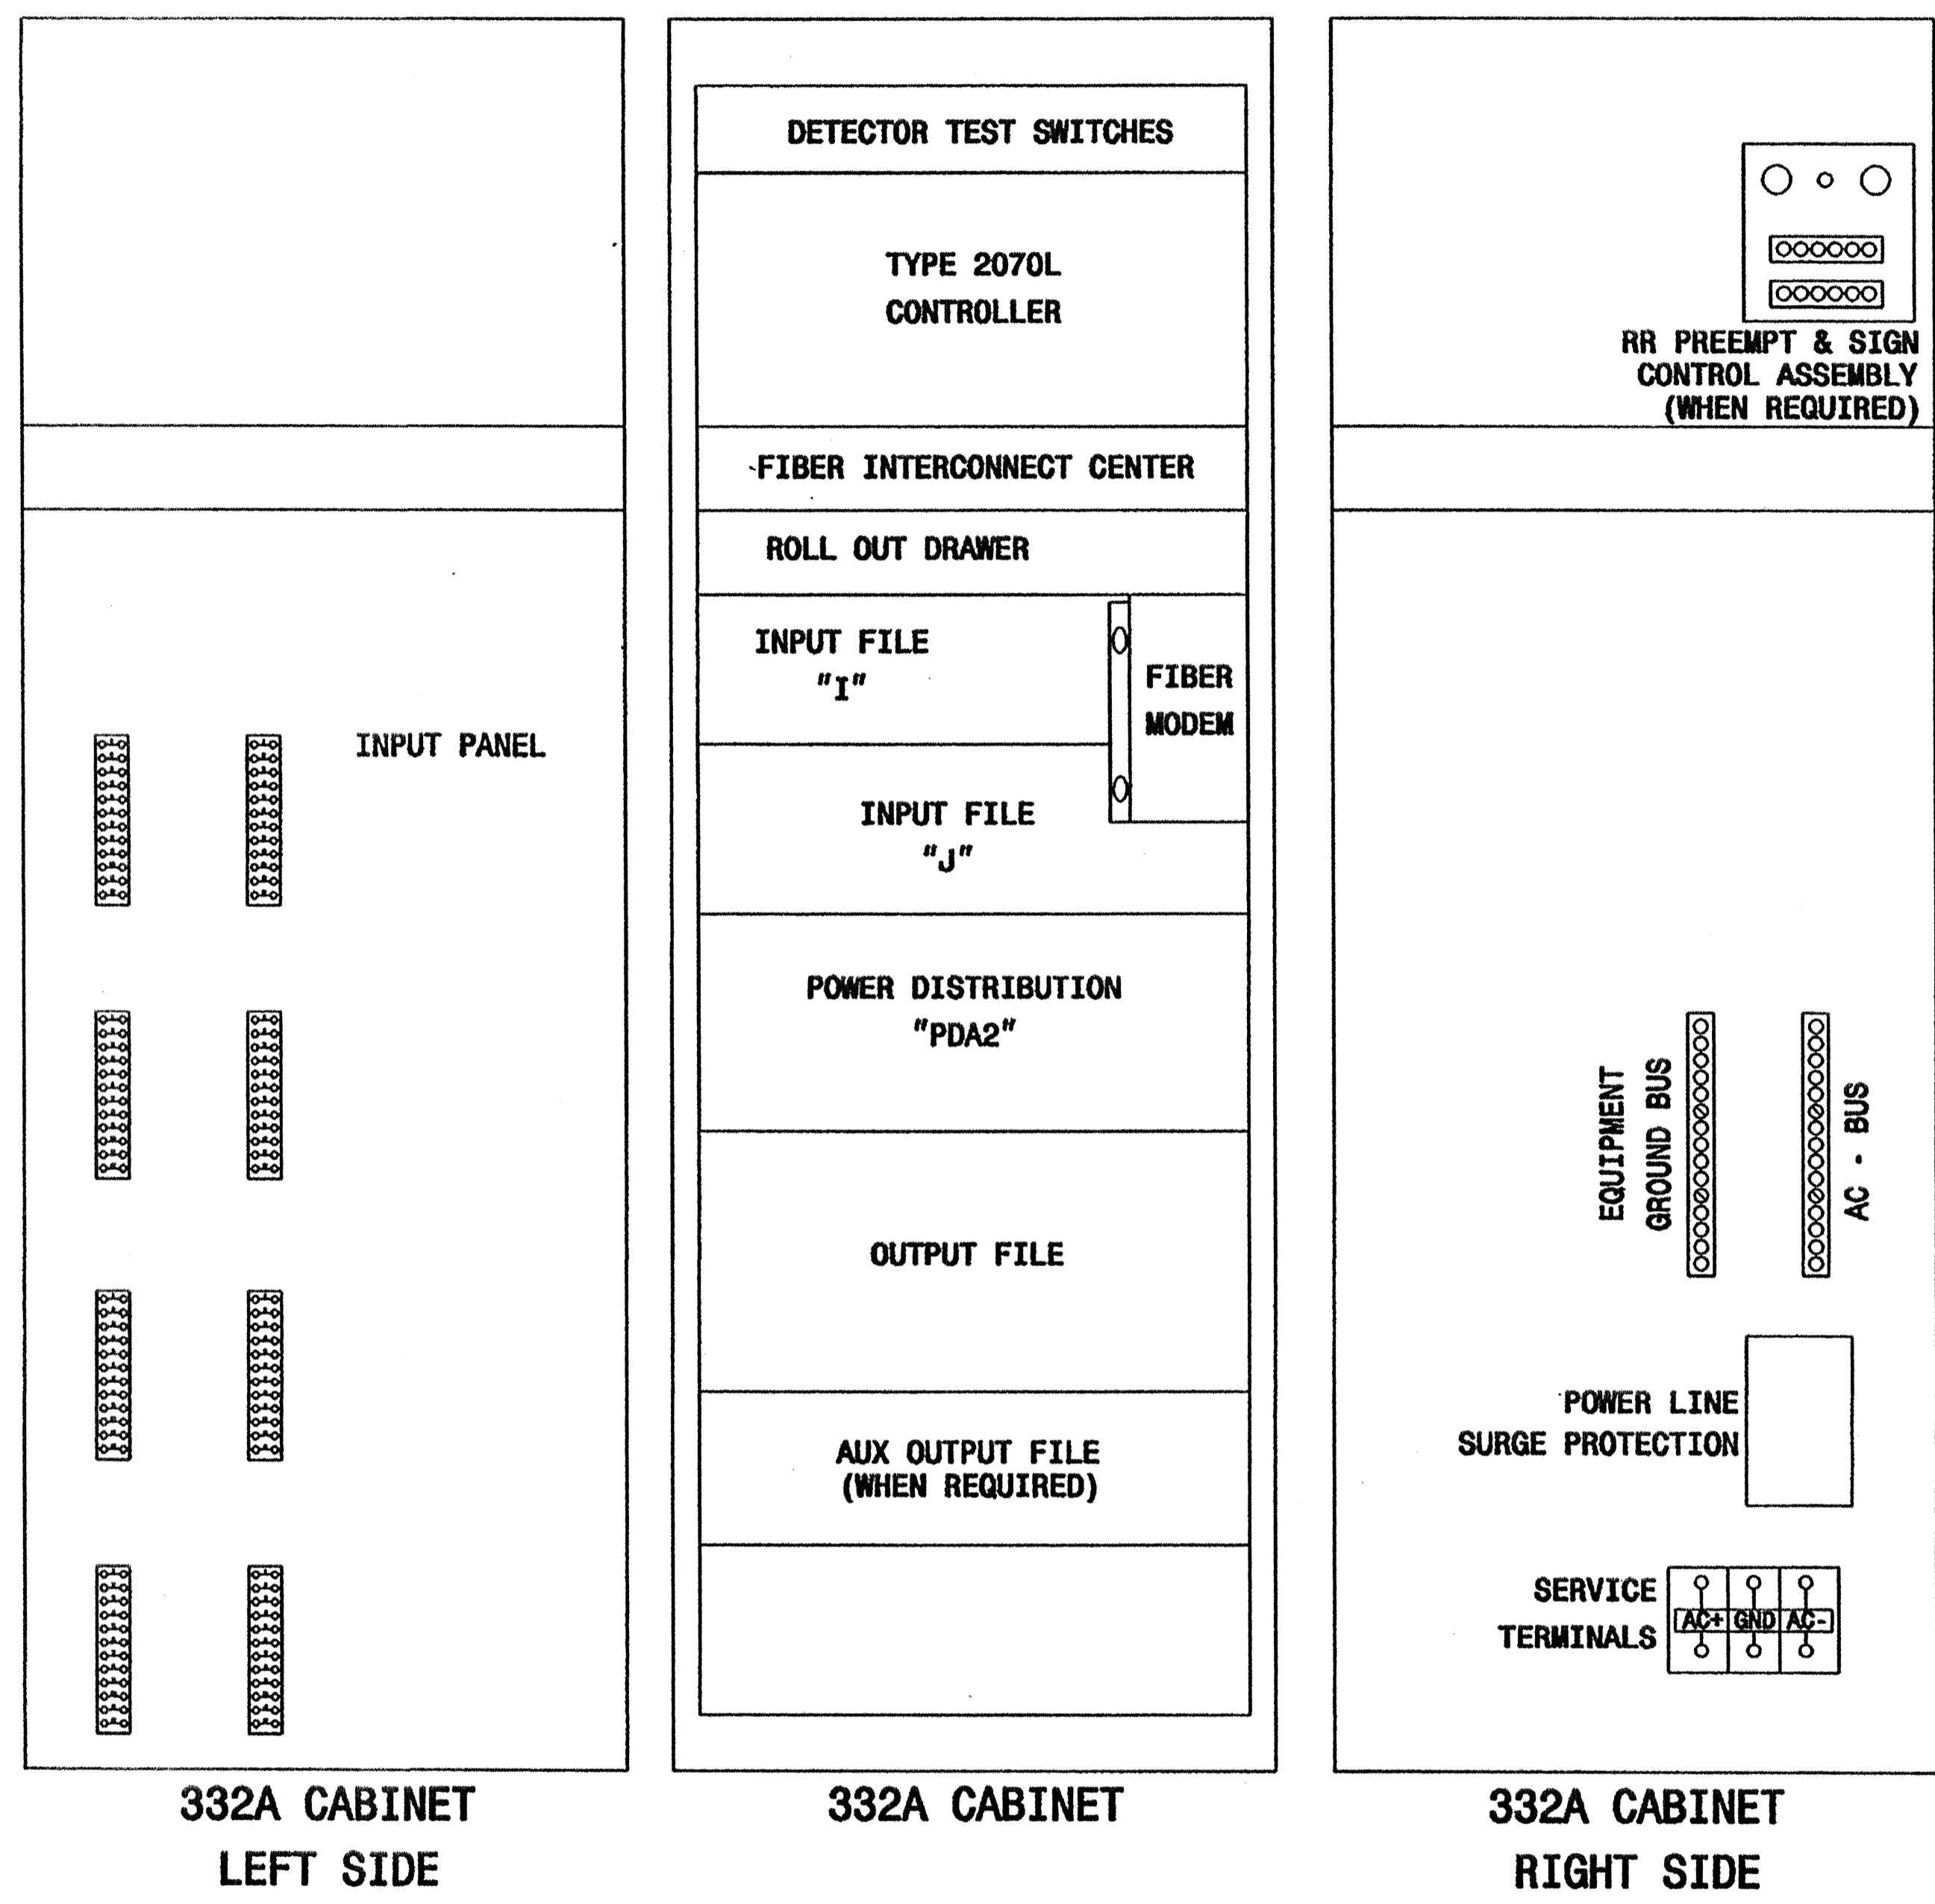 INPUT PANEL
332A CABINET
LEFT SIDE
DETECTOR TEST SWITCHES
TYPE 2070L
CONTROLLER
FIBER INTERCONNECT CENTER
ROLL OUT DRAWER
INPUT FILE
"I"
FIBER
MODEM
INPUT FILE
"J"
POWER DISTRIBUTION
"PDA2"
OUTPUT FILE
AUX OUTPUT FILE
(WHEN REQUIRED)
332A CABINET
RR PREEMPT & SIGN
CONTROL ASSEMBLY
(WHEN REQUIRED)
EQUIPMENT
GROUND BUS
AC - BUS
POWER LINE
SURGE PROTECTION
SERVICE
TERMINALS
AC+ GND AC-
332A CABINET
RIGHT SIDE